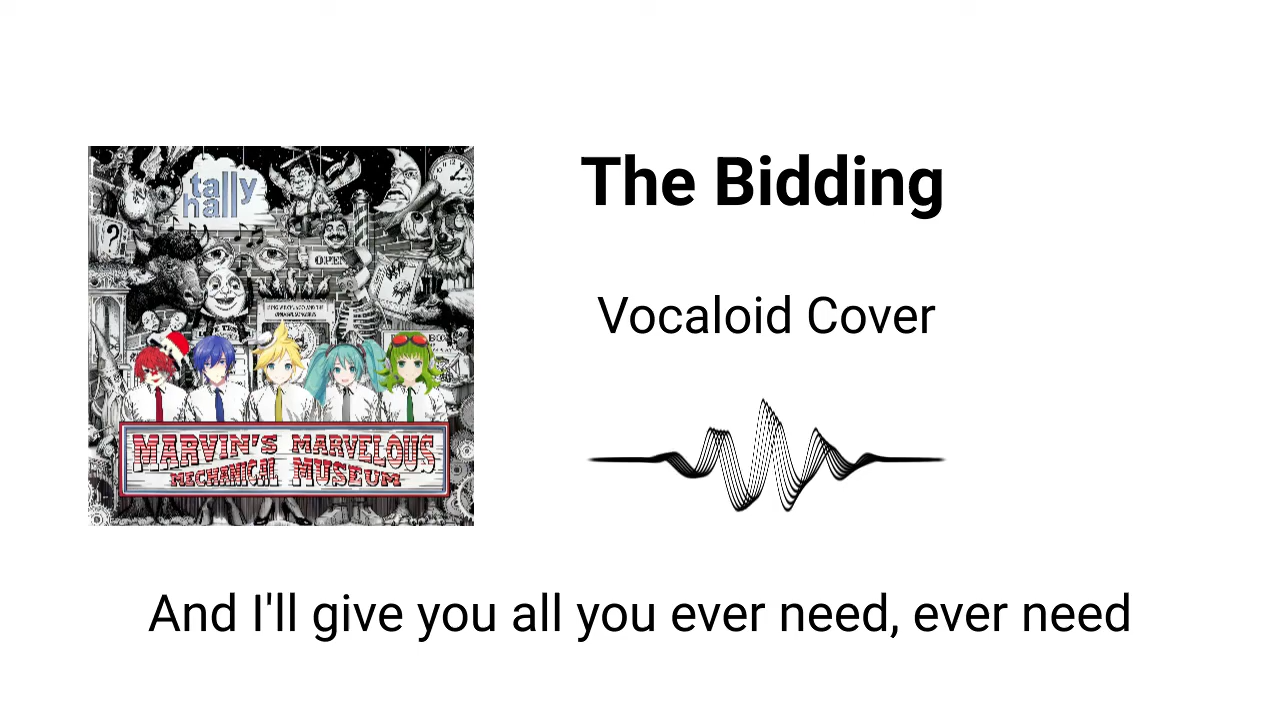 tally
hall
The Bidding
?
OPEN
Vocaloid Cover
MARVIN'S MARVELOUS
MECHANICAL MUSEUM
And I'll give you all you ever need, ever need